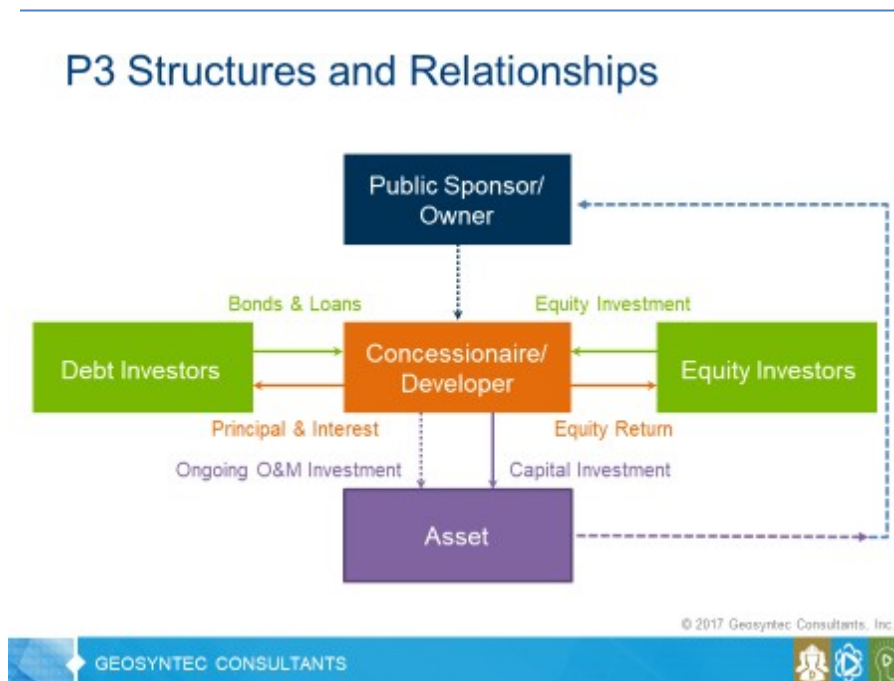 P3 Structures and Relationships
Public Sponsor/
Owner
Bonds & Loans
Equity Investment
Debt Investors
Concessionaire/
Developer
Equity Investors
Principal & Interest
Equity Return
Ongoing O&M Investment
Capital Investment
Asset
© 2017 Geosyntec Consultants, Inc.
GEOSYNTEC CONSULTANTS